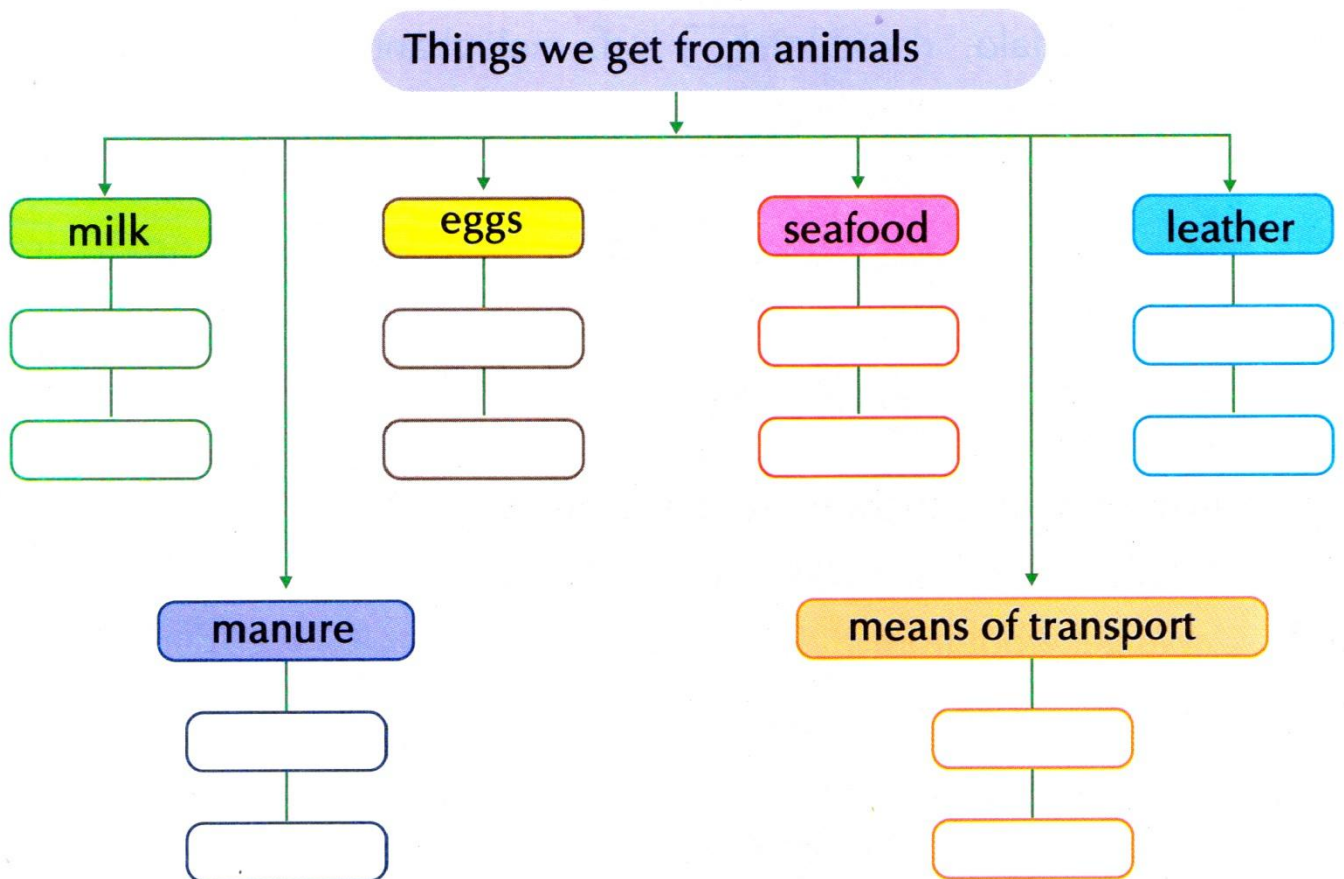 Things we get from animals
milk
eggs
seafood
leather
manure
means of transport